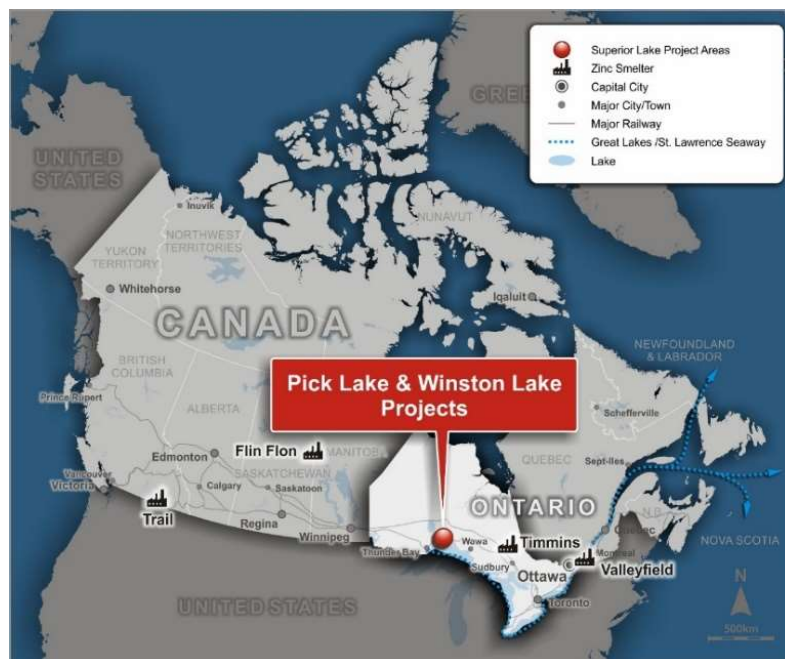 Superior Lake Project Areas
Zinc Smelter
Capital City
Major City/Town
Major Railway
Great Lakes /St. Lawrence Seaway
Lake
GREE
UNITED
STATES
Inuvik
NORTHWEST
TERRITORIES
NUNAVUT
YUKON
TERRITORY
Whitehorse
Iqaluit
CANADA
NEWFOUNDLAND
& LABRADOR
BRITISH
COLUMBIA
Pick Lake & Winston Lake
Projects
Prince Rupert
ALBERTA
Schefferville
Edmonton
Flin Flon
MANITOBA
SASKATCHEWAN
QUEBEC
Sept-Iles
Vancouver
Victoria
Calgary
Saskatoon
Trail
Regina
Winnipeg
ONTARIO
N.B.
Quebec
NOVA SCOTIA
Thunder Bay
Wawa
Timmins
Montreal
Sudbury
Ottawa
Valleyfield
Toronto
UNITED STATES
N
500km